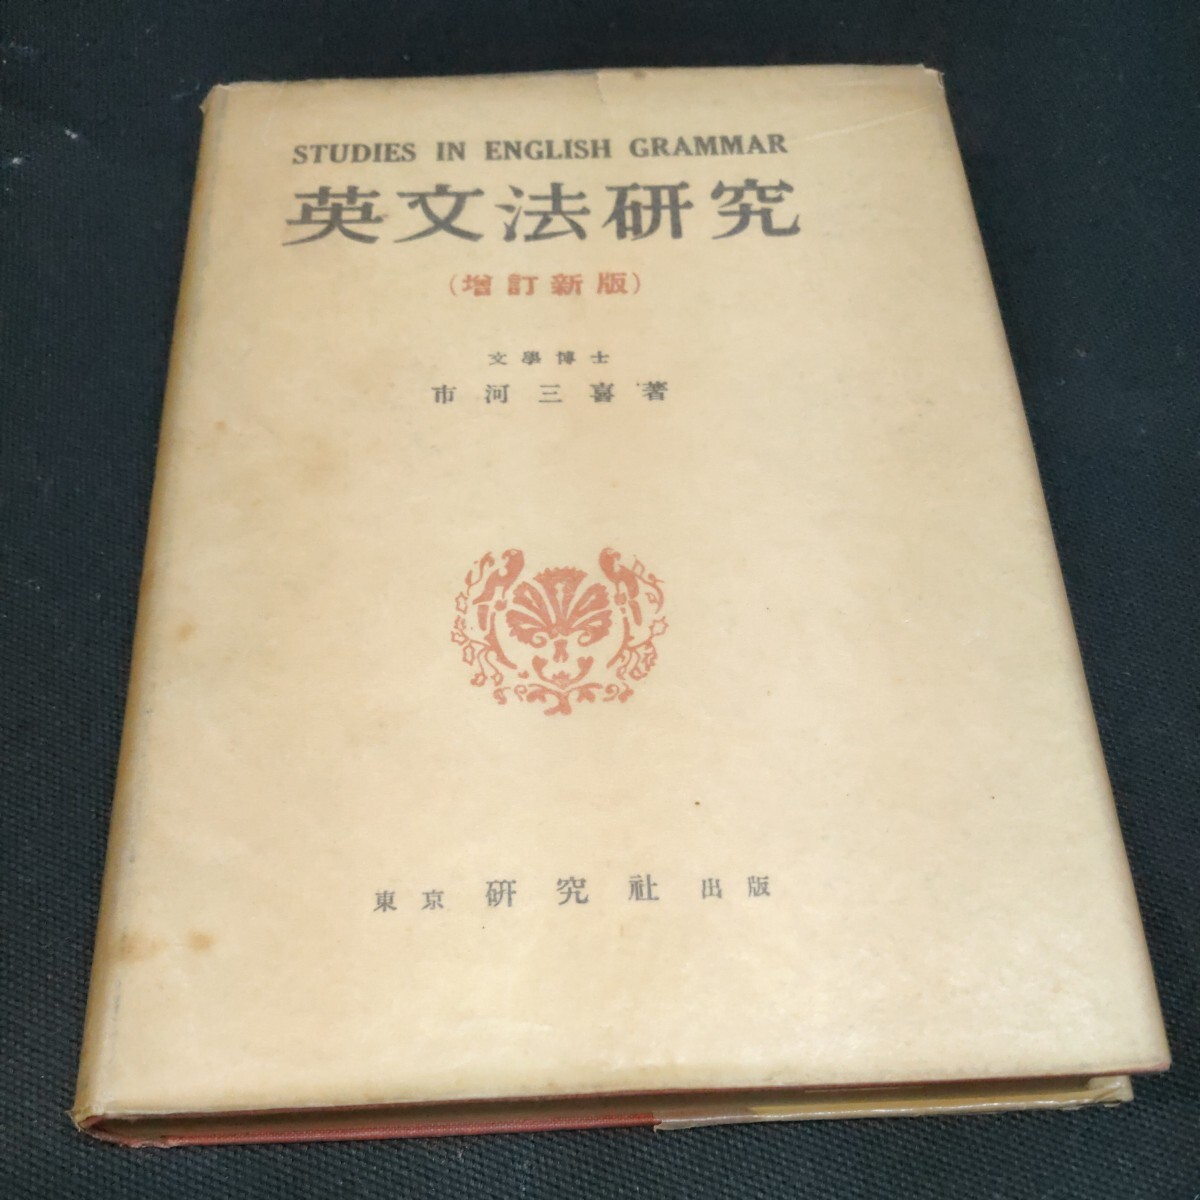 STUDIES IN ENGLISH GRAMMAR
英文法研究
(増訂新版)
文學博士
市河三喜著
東京 研究社 出版